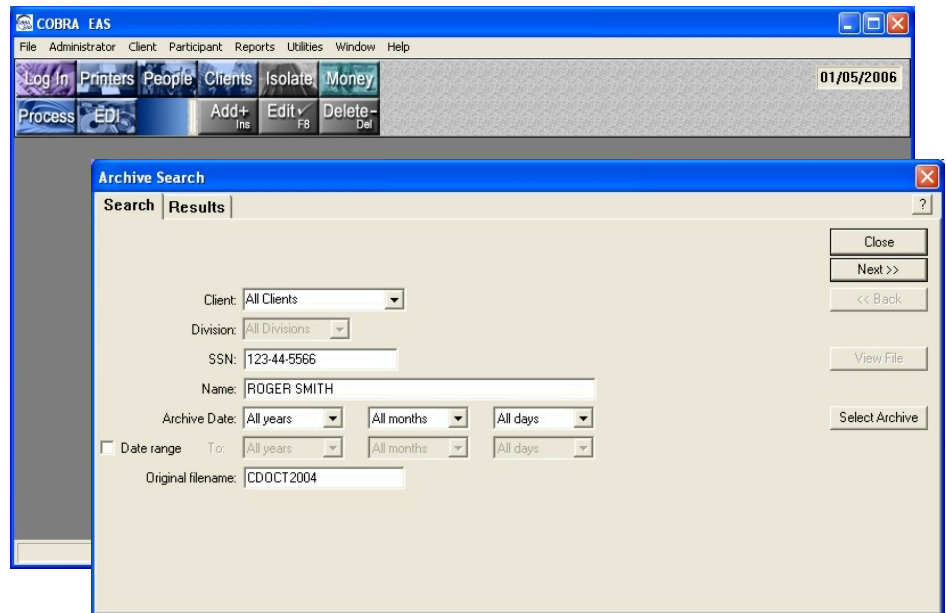 COBRA EAS
File Administrator Client Participant Reports Utilities Window Help
Log In Printers People Clients Isolate Money
01/05/2006
Process EDI Add+ Ins Edit✓ F8 Delete- Del
Archive Search
Search Results
?
Close
Next >>
Client: All Clients
<< Back
Division: All Divisions
SSN: 123-44-5566
View File
Name: ROGER SMITH
Archive Date: All years All months All days
Select Archive
Date range To: All years All months All days
Original filename: CDOCT2004